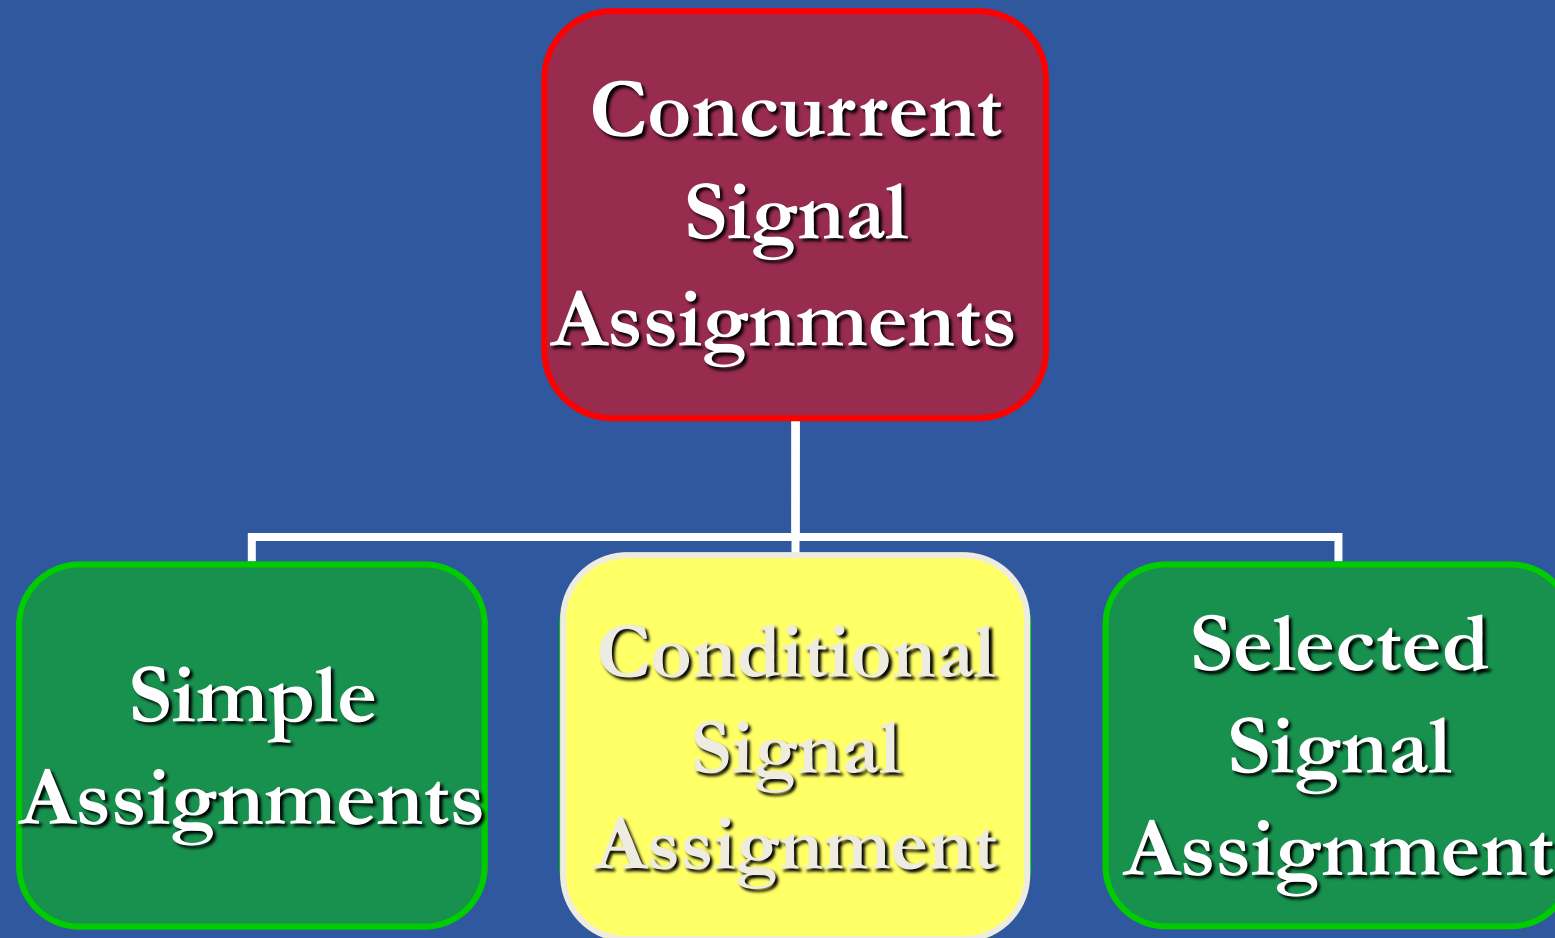 Concurrent
Signal
Assignments
Simple
Assignments
Conditional
Signal
Assignment
Selected
Signal
Assignment